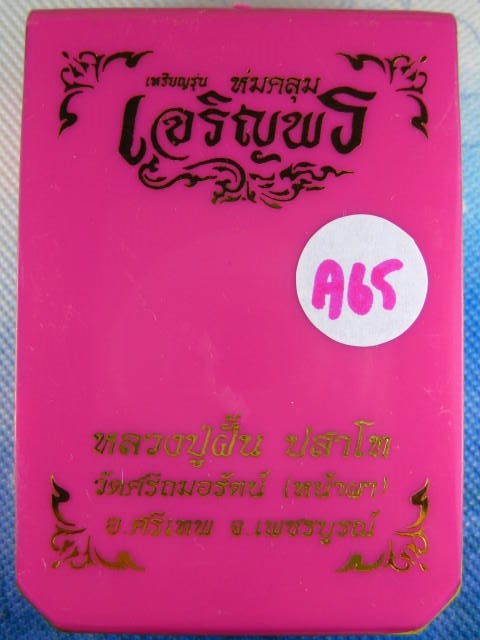 เหรียญรุ่น ห่มคลุม
เจริญพร
A65
หลวงปู่ผั้น ปสาโท
วัดศรีถมอรัตน์ (หน้าผา)
อ.ศรีเทพ จ.เพชรบูรณ์